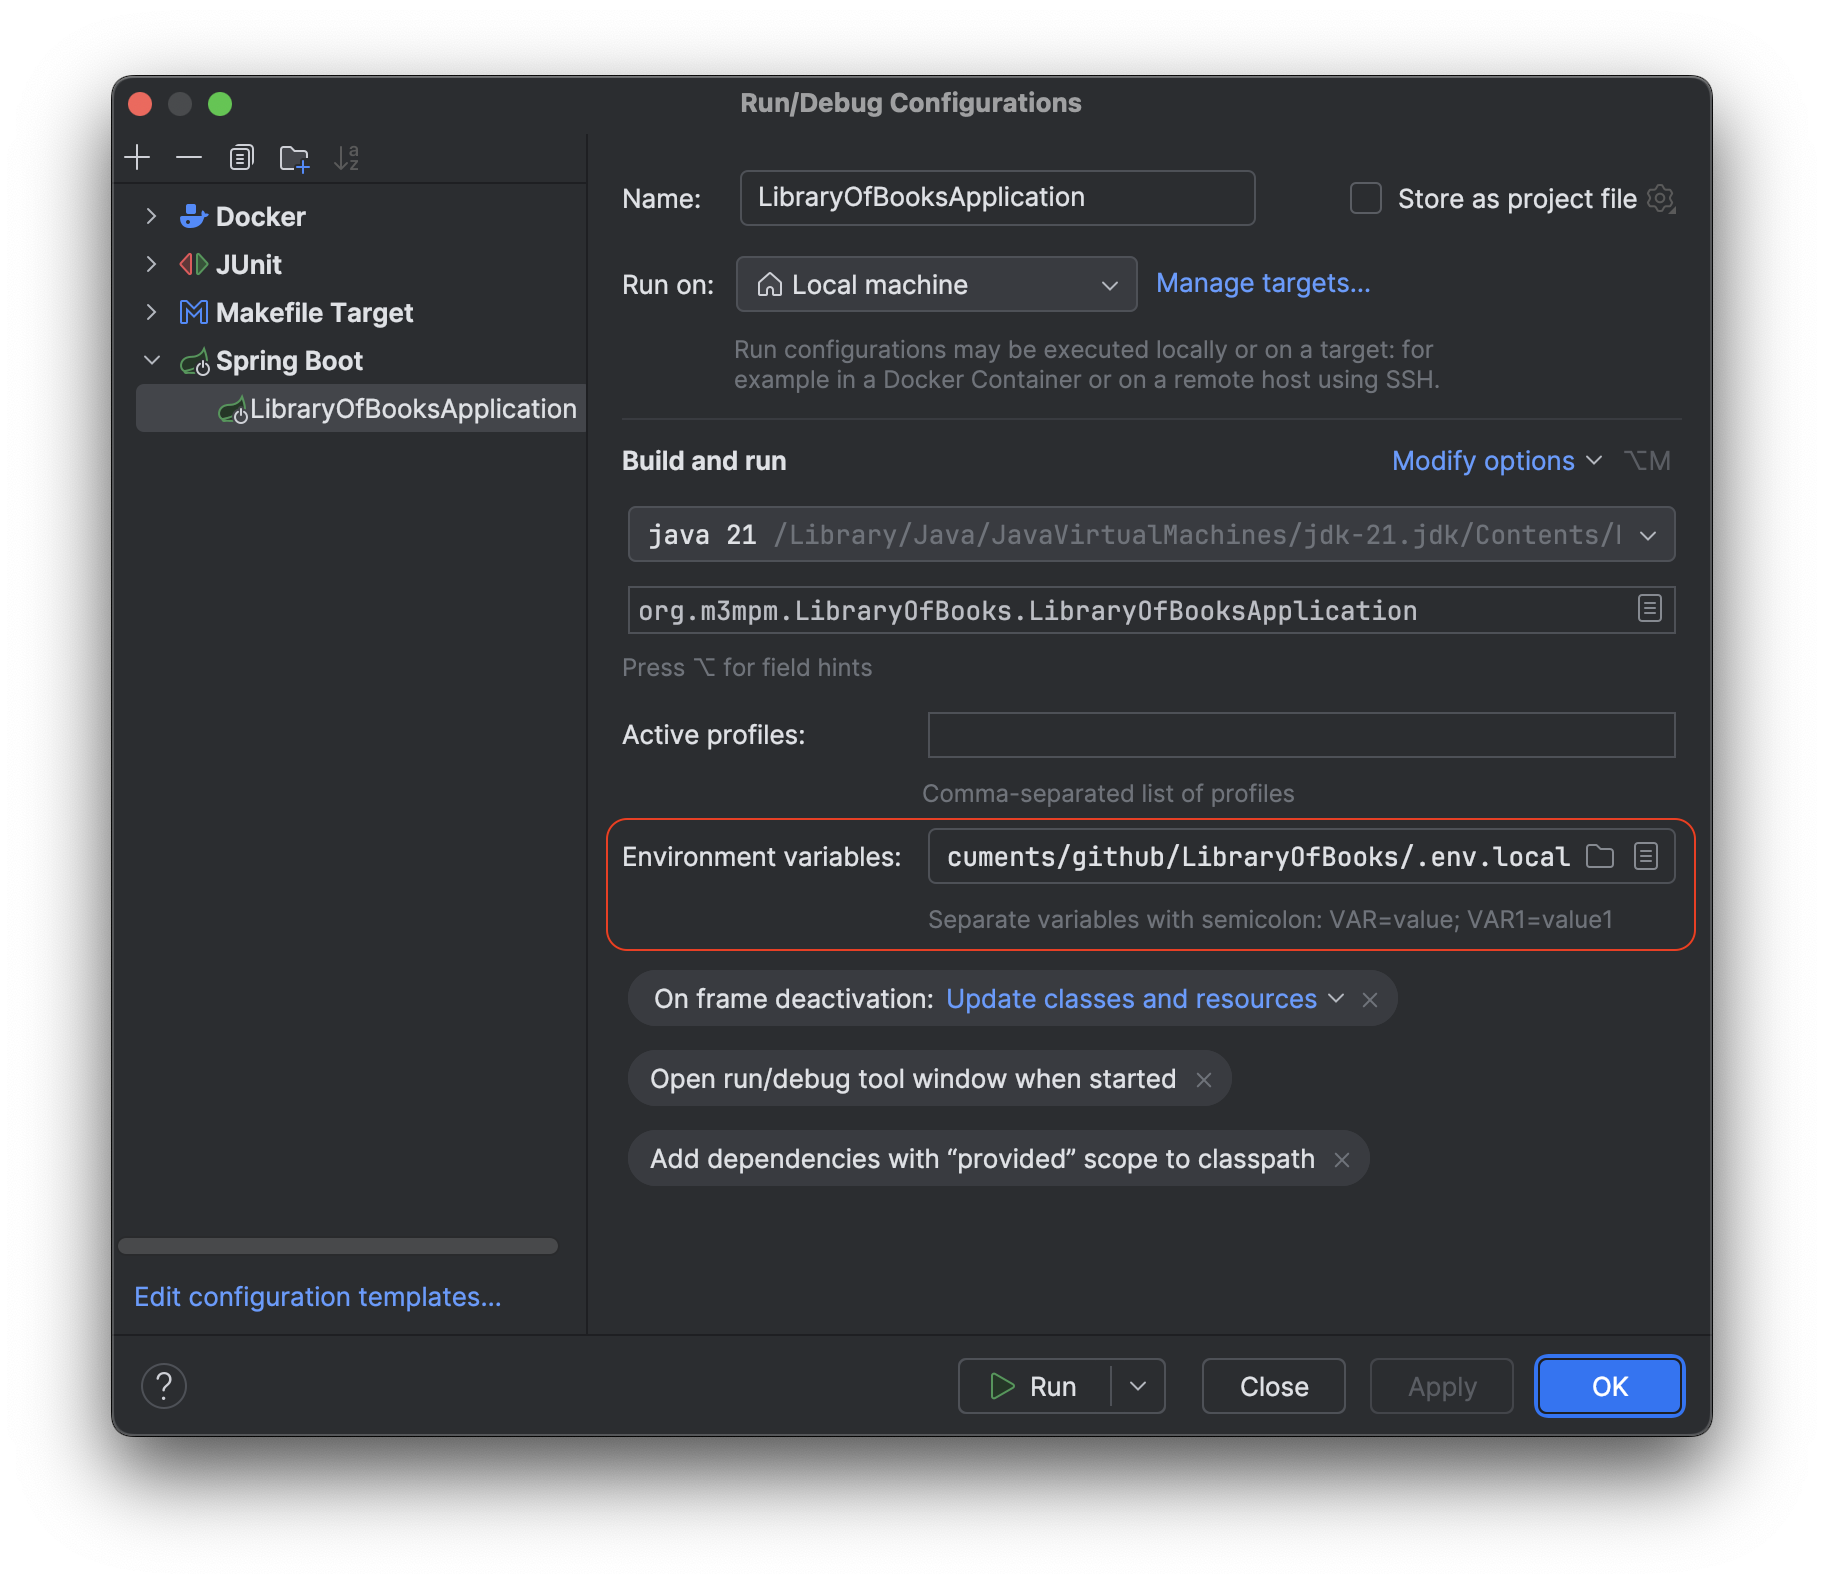 Run/Debug Configurations
Docker
JUnit
Makefile Target
Spring Boot
LibraryOfBooksApplication
Edit configuration templates...
Name: LibraryOfBooksApplication Store as project file
Run on: Local machine Manage targets...
Run configurations may be executed locally or on a target: for
example in a Docker Container or on a remote host using SSH.
Build and run Modify options ⌥M
java 21 /Library/Java/JavaVirtualMachines/jdk-21.jdk/Contents/
org.m3mpm.LibraryOfBooks.LibraryOfBooksApplication
Press ⌥ for field hints
Active profiles:
Comma-separated list of profiles
Environment variables: cuments/github/LibraryOfBooks/.env.local
Separate variables with semicolon: VAR=value; VAR1=value1
On frame deactivation: Update classes and resources
Open run/debug tool window when started
Add dependencies with “provided” scope to classpath
? Run Close Apply OK